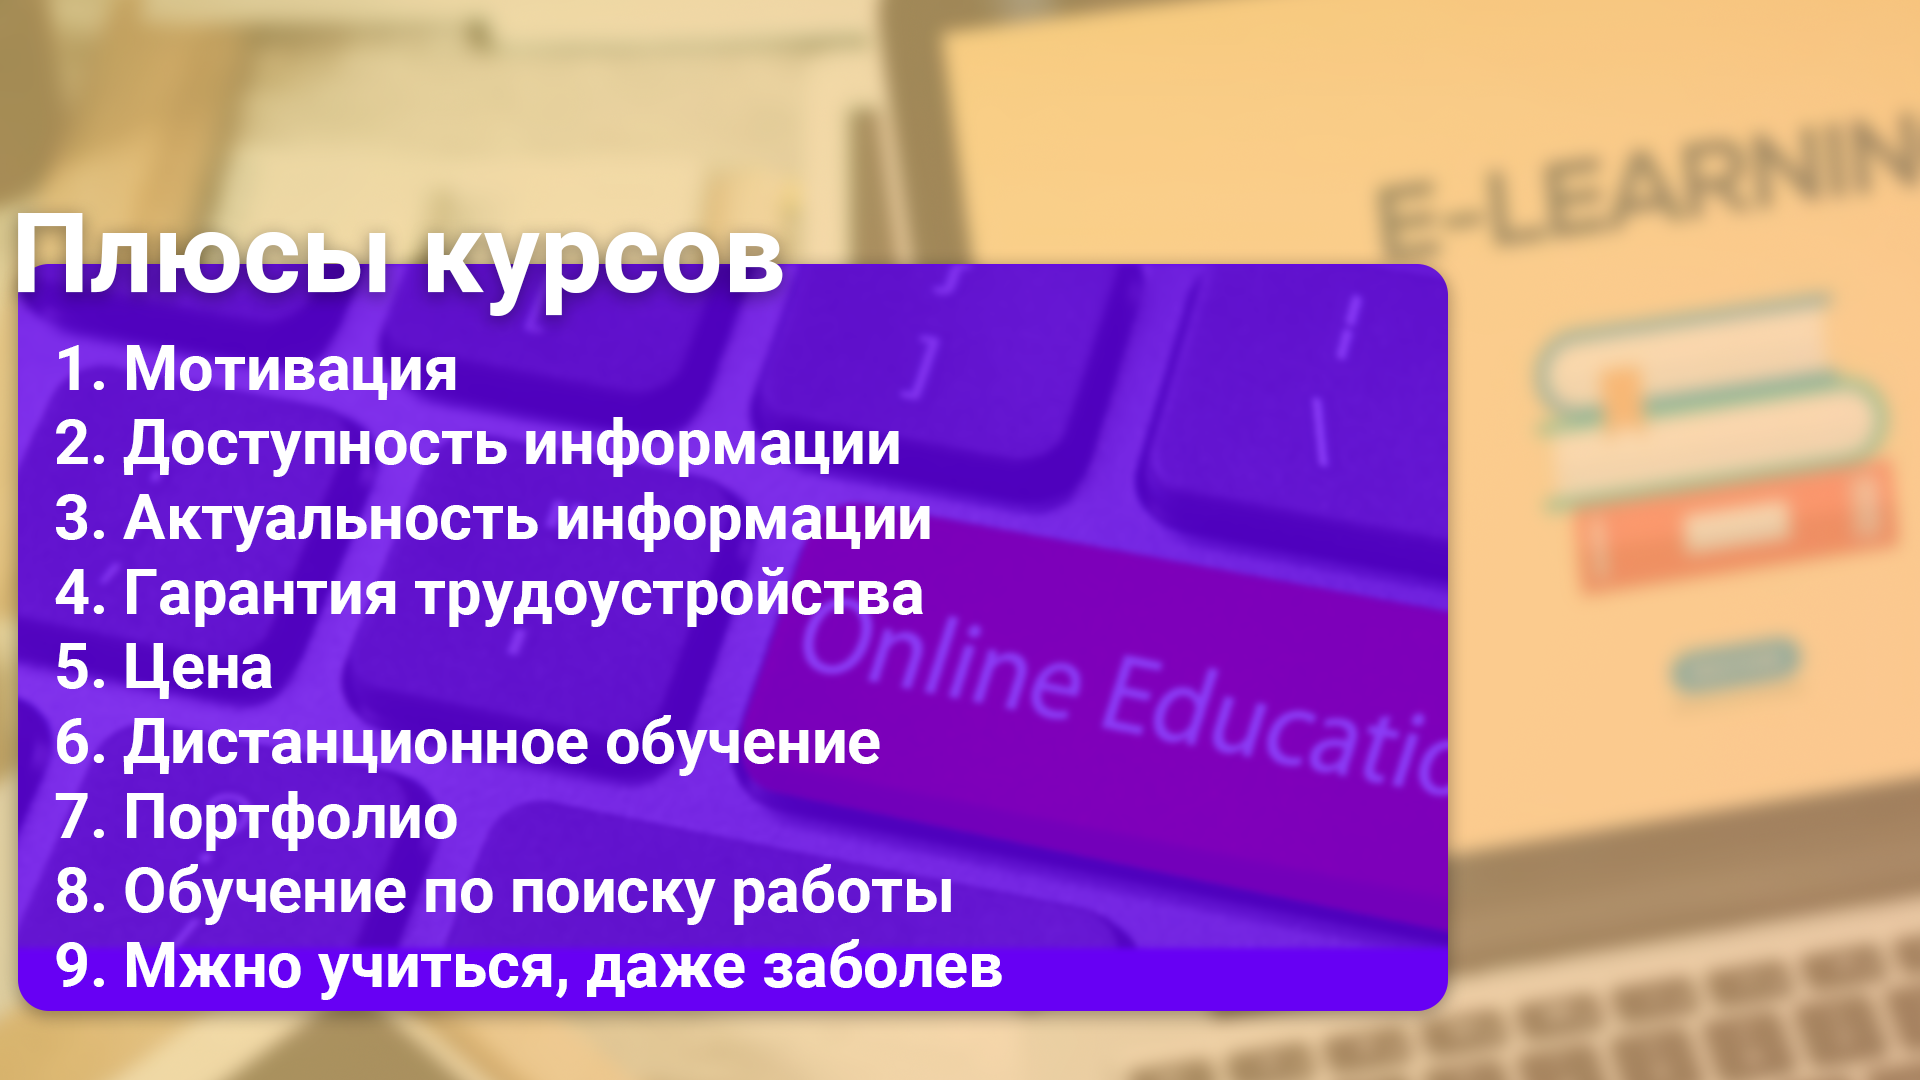 E-LEARNIN
Плюсы курсов
1. Мотивация
2. Доступность информации
3. Актуальность информации
4. Гарантия трудоустройства
5. Цена
6. Дистанционное обучение
7. Портфолио
8. Обучение по поиску работы
9. Мжно учиться, даже заболев
Online Educatio